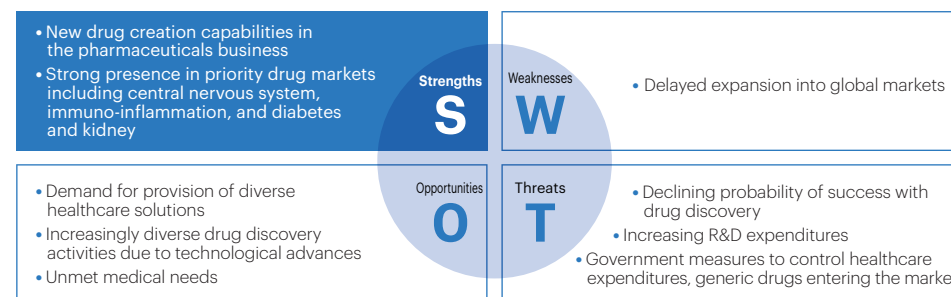 • New drug creation capabilities in
the pharmaceuticals business
• Strong presence in priority drug markets
including central nervous system,
immuno-inflammation, and diabetes
and kidney
Strengths
S
Weaknesses
W
• Delayed expansion into global markets
• Demand for provision of diverse
healthcare solutions
• Increasingly diverse drug discovery
activities due to technological advances
• Unmet medical needs
Opportunities
O
Threats
T
• Declining probability of success with
drug discovery
• Increasing R&D expenditures
• Government measures to control healthcare
expenditures, generic drugs entering the marke